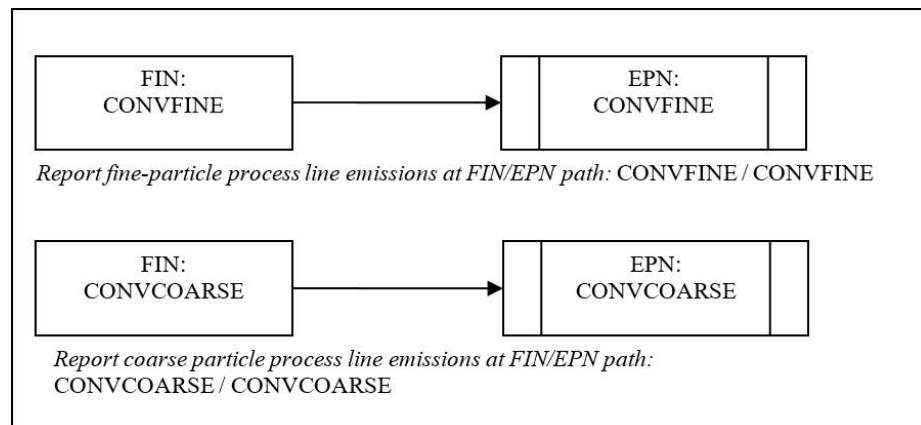 FIN:
CONVFINE
EPN:
CONVFINE
Report fine-particle process line emissions at FIN/EPN path: CONVFINE / CONVFINE
FIN:
CONVCOARSE
EPN:
CONVCOARSE
Report coarse particle process line emissions at FIN/EPN path:
CONVCOARSE / CONVCOARSE